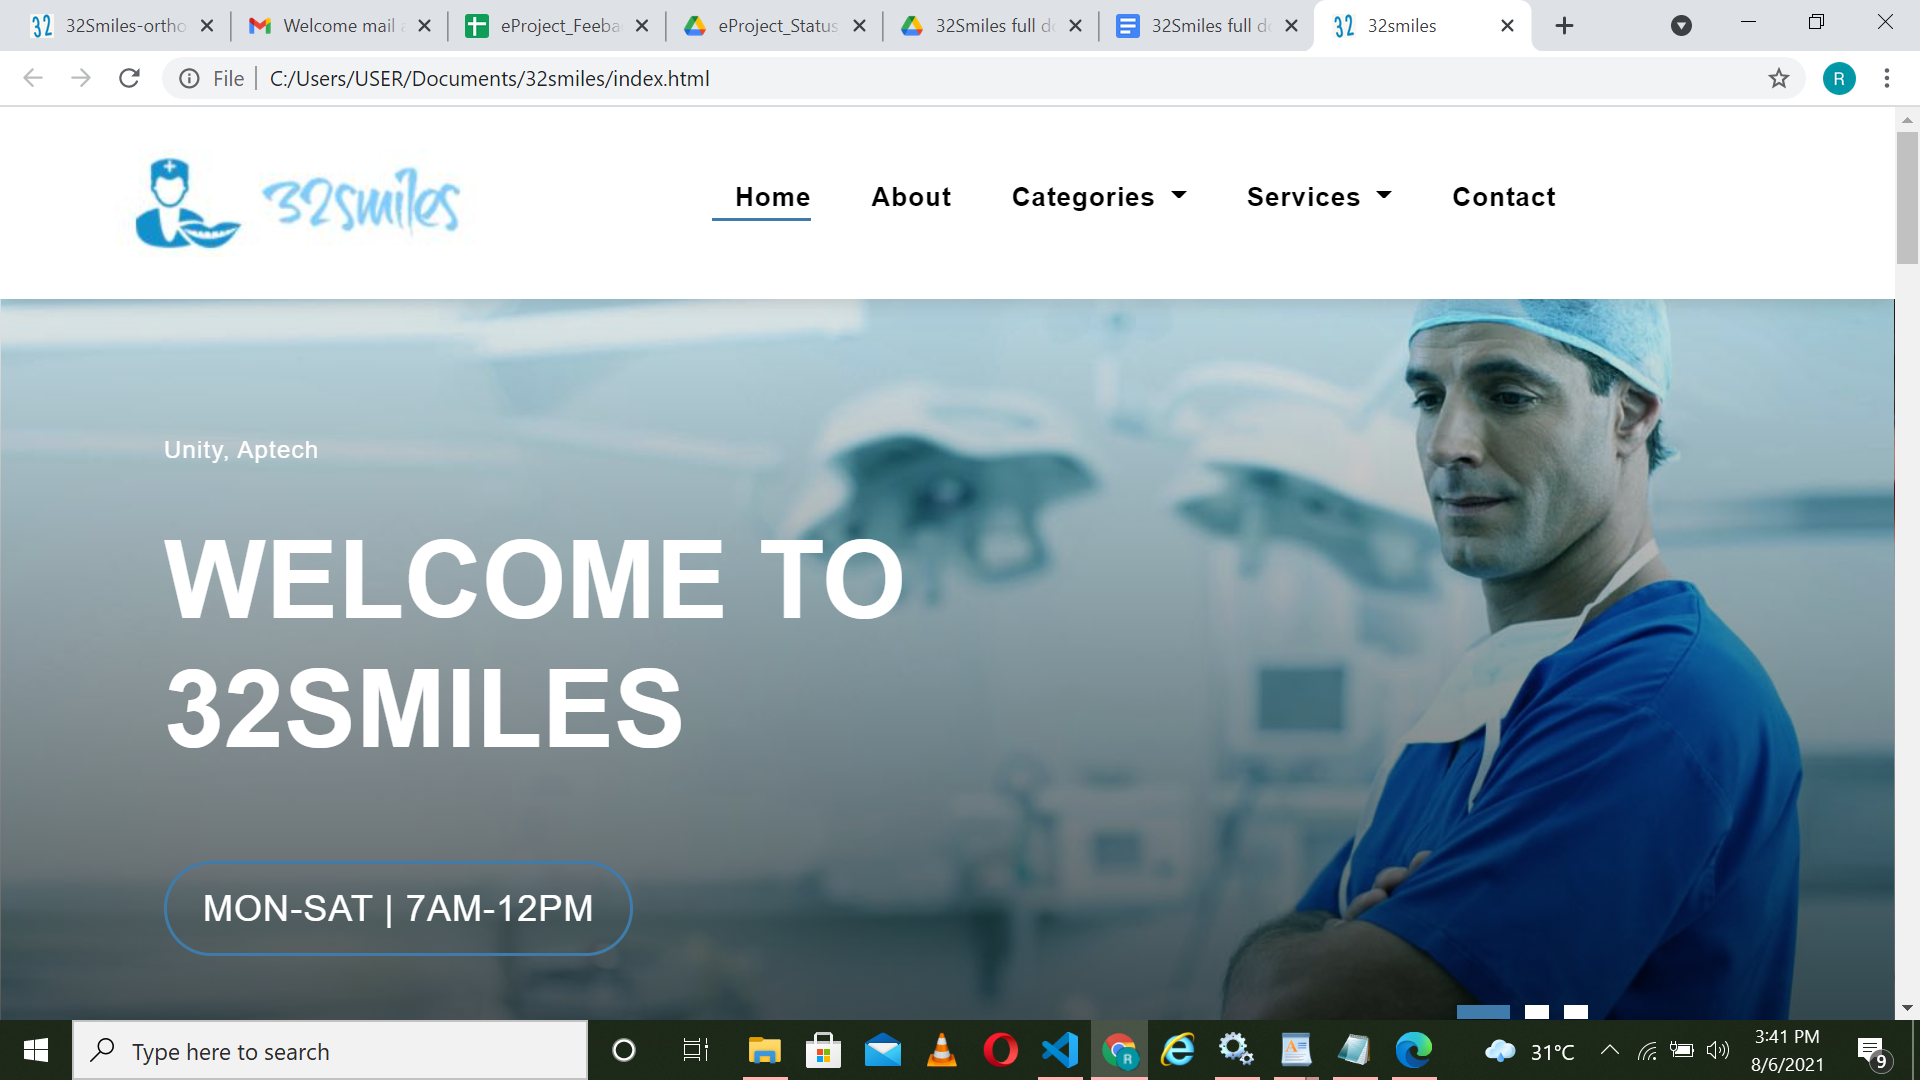 32Smiles-ortho
Welcome mail a
eProject_Feeba
eProject_Status
32Smiles full do
32Smiles full do
32smiles
File
C:/Users/USER/Documents/32smiles/index.html
R
32smiles
Home
About
Categories
Services
Contact
Unity, Aptech
WELCOME TO
32SMILES
MON-SAT | 7AM-12PM
Type here to search
31°C
3:41 PM
8/6/2021
9